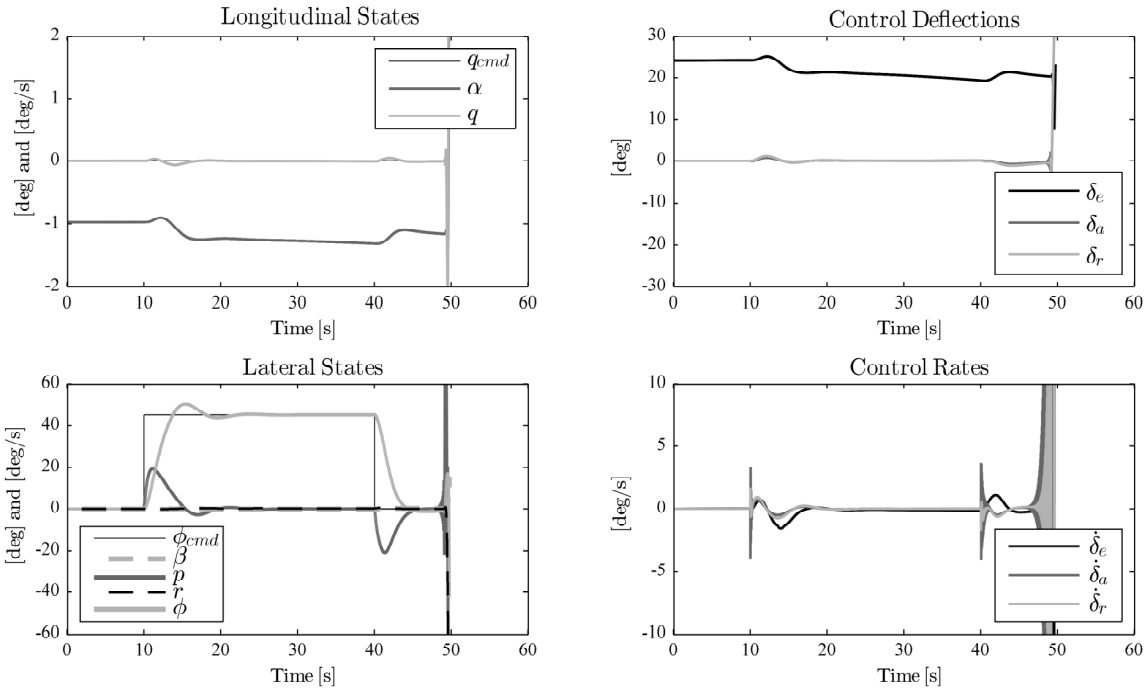 Longitudinal States
[deg] and [deg/s]
2
1
0
-1
-2
q_cmd
α
q
0 10 20 30 40 50 60
Time [s]
Control Deflections
[deg]
30
20
10
0
-10
-20
-30
δ_e
δ_a
δ_r
0 10 20 30 40 50 60
Time [s]
Lateral States
[deg] and [deg/s]
60
40
20
0
-20
-40
-60
ϕ_cmd
β
p
r
ϕ
0 10 20 30 40 50 60
Time [s]
Control Rates
[deg/s]
10
5
0
-5
-10
δ̇_e
δ̇_a
δ̇_r
0 10 20 30 40 50 60
Time [s]